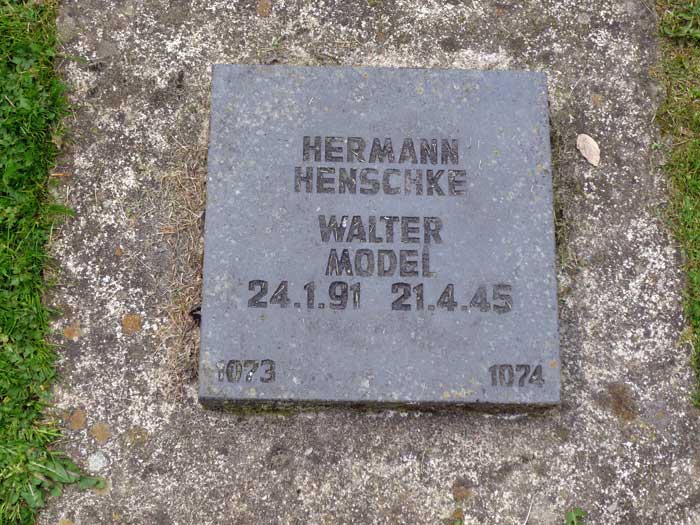 HERMANN
HENSCHKE
WALTER
MODEL
24.1.91 21.4.45
1073 1074